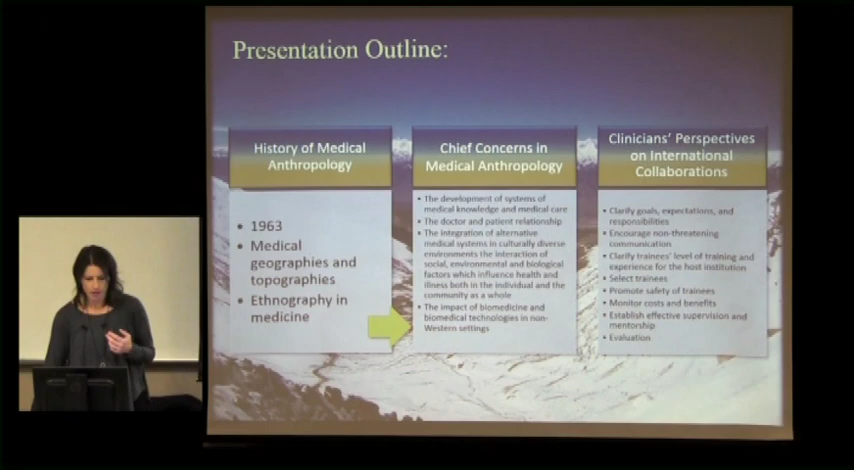 Presentation Outline:
History of Medical
Anthropology
• 1963
• Medical
geographies and
topographies
• Ethnography in
medicine
Chief Concerns in
Medical Anthropology
• The development of systems of
medical knowledge and medical care
• The doctor and patient relationship
• The integration of alternative
medical systems in culturally diverse
environments the interaction of
social, environmental and biological
factors which influence health and
illness both in the individual and the
community as a whole
• The impact of biomedicine and
biomedical technologies in non-
Western settings
Clinicians' Perspectives
on International
Collaborations
• Clarify goals, expectations, and
responsibilities
• Encourage non-threatening
communication
• Clarify trainees' level of training and
experience for the host institution
• Select trainees
• Promote safety of trainees
• Monitor costs and benefits
• Establish effective supervision and
mentorship
• Evaluation